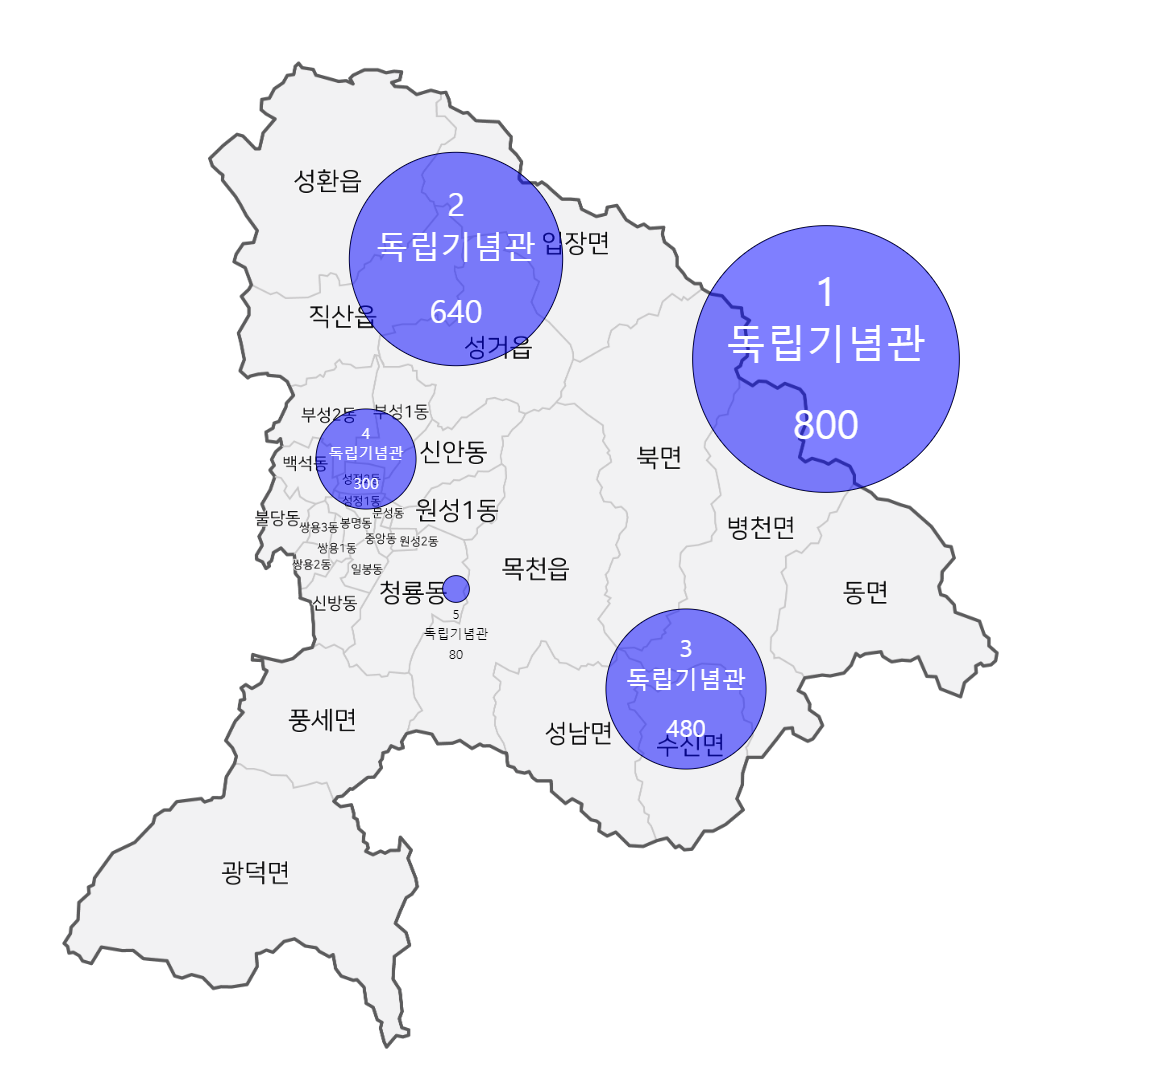 성환읍
2
독립기념관
640
입장면
직산읍
성거읍
1
독립기념관
800
부성2동
부성1동
4
독립기념관
300
백석동
성정2동
성정1동
신안동
북면
불당동
쌍용3동
봉명동
문성동
원성1동
병천면
쌍용1동
중앙동
원성2동
쌍용2동
일봉동
목천읍
신방동
청룡동
5
독립기념관
80
동면
3
독립기념관
480
수신면
풍세면
성남면
광덕면